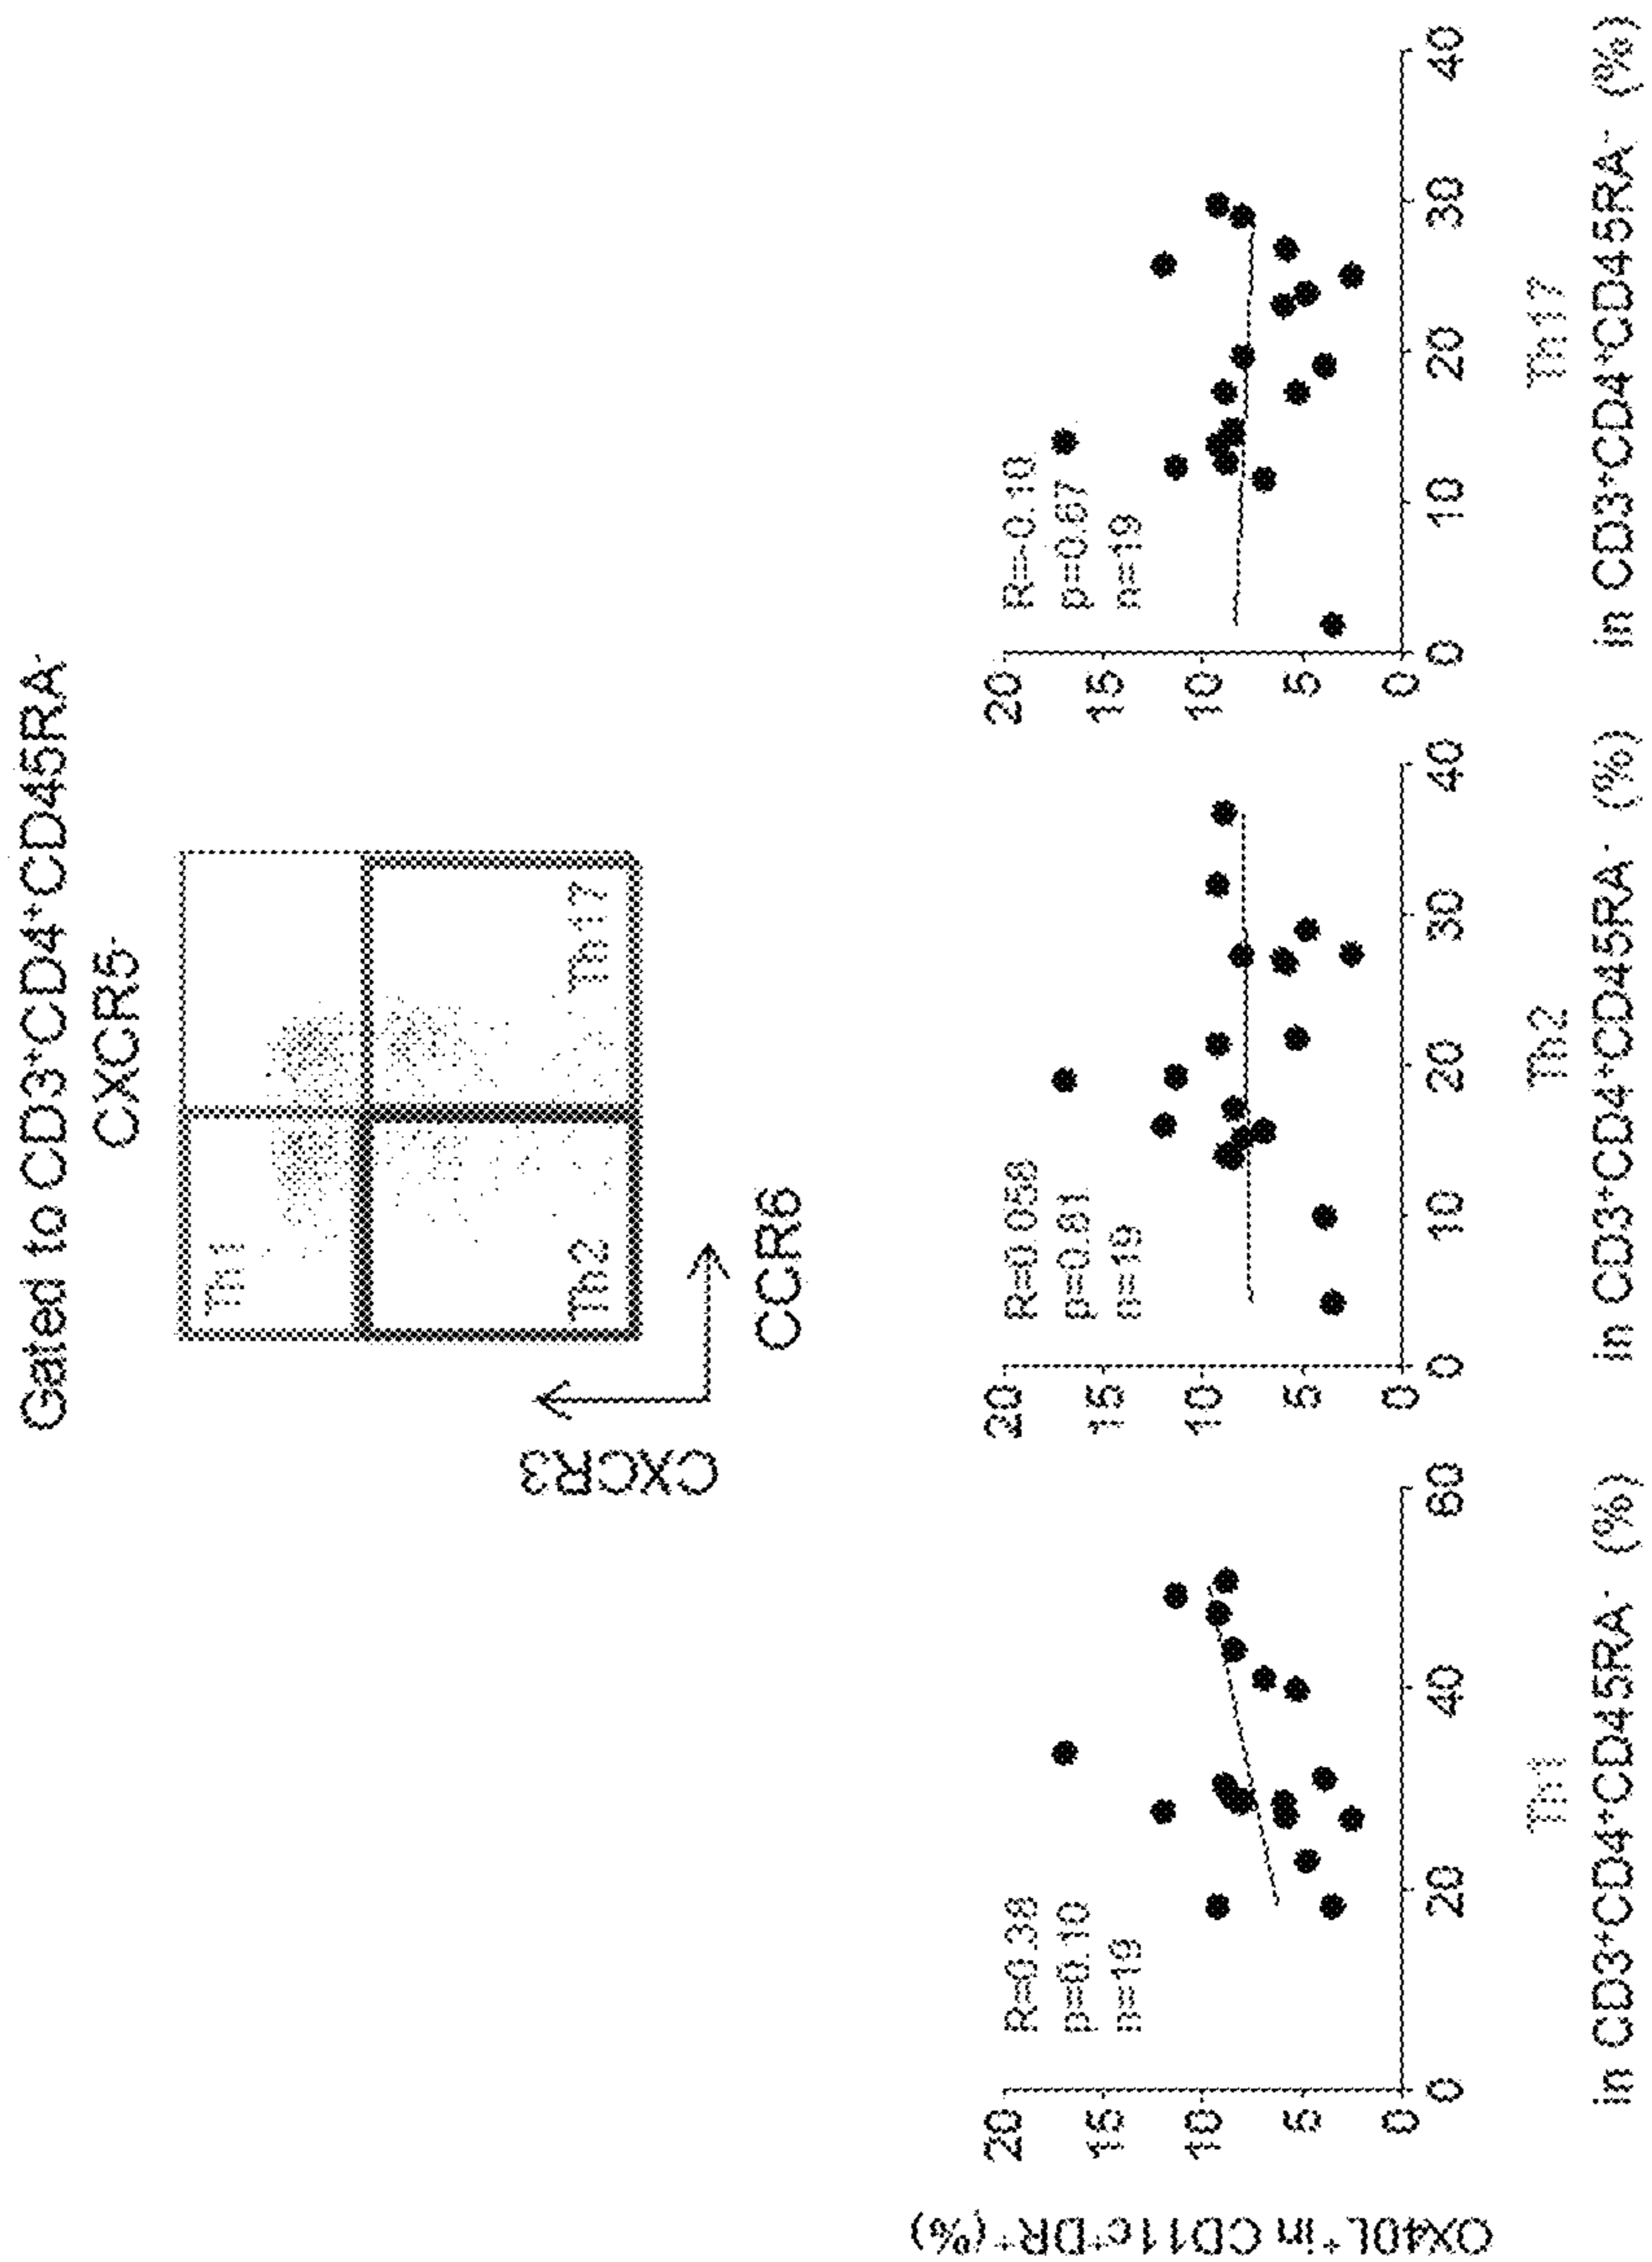 Gated to CD3⁺CD4⁺CD45RA⁻
CXCR5⁻
Th1
Th2
Th17
CXCR3
CCR6
OX40L⁺in CD11c⁺DR⁺(%)
20
15
10
5
0
R=0.38
p=0.10
n=19
0
20
40
60
Th1
in CD3⁺CD4⁺CD45RA⁻ (%)
20
15
10
5
0
R=0.058
p=0.81
n=19
0
10
20
30
40
Th2
in CD3⁺CD4⁺CD45RA⁻ (%)
20
15
10
5
0
R=-0.10
p=0.67
n=19
0
10
20
30
40
Th17
in CD3⁺CD4⁺CD45RA⁻ (%)